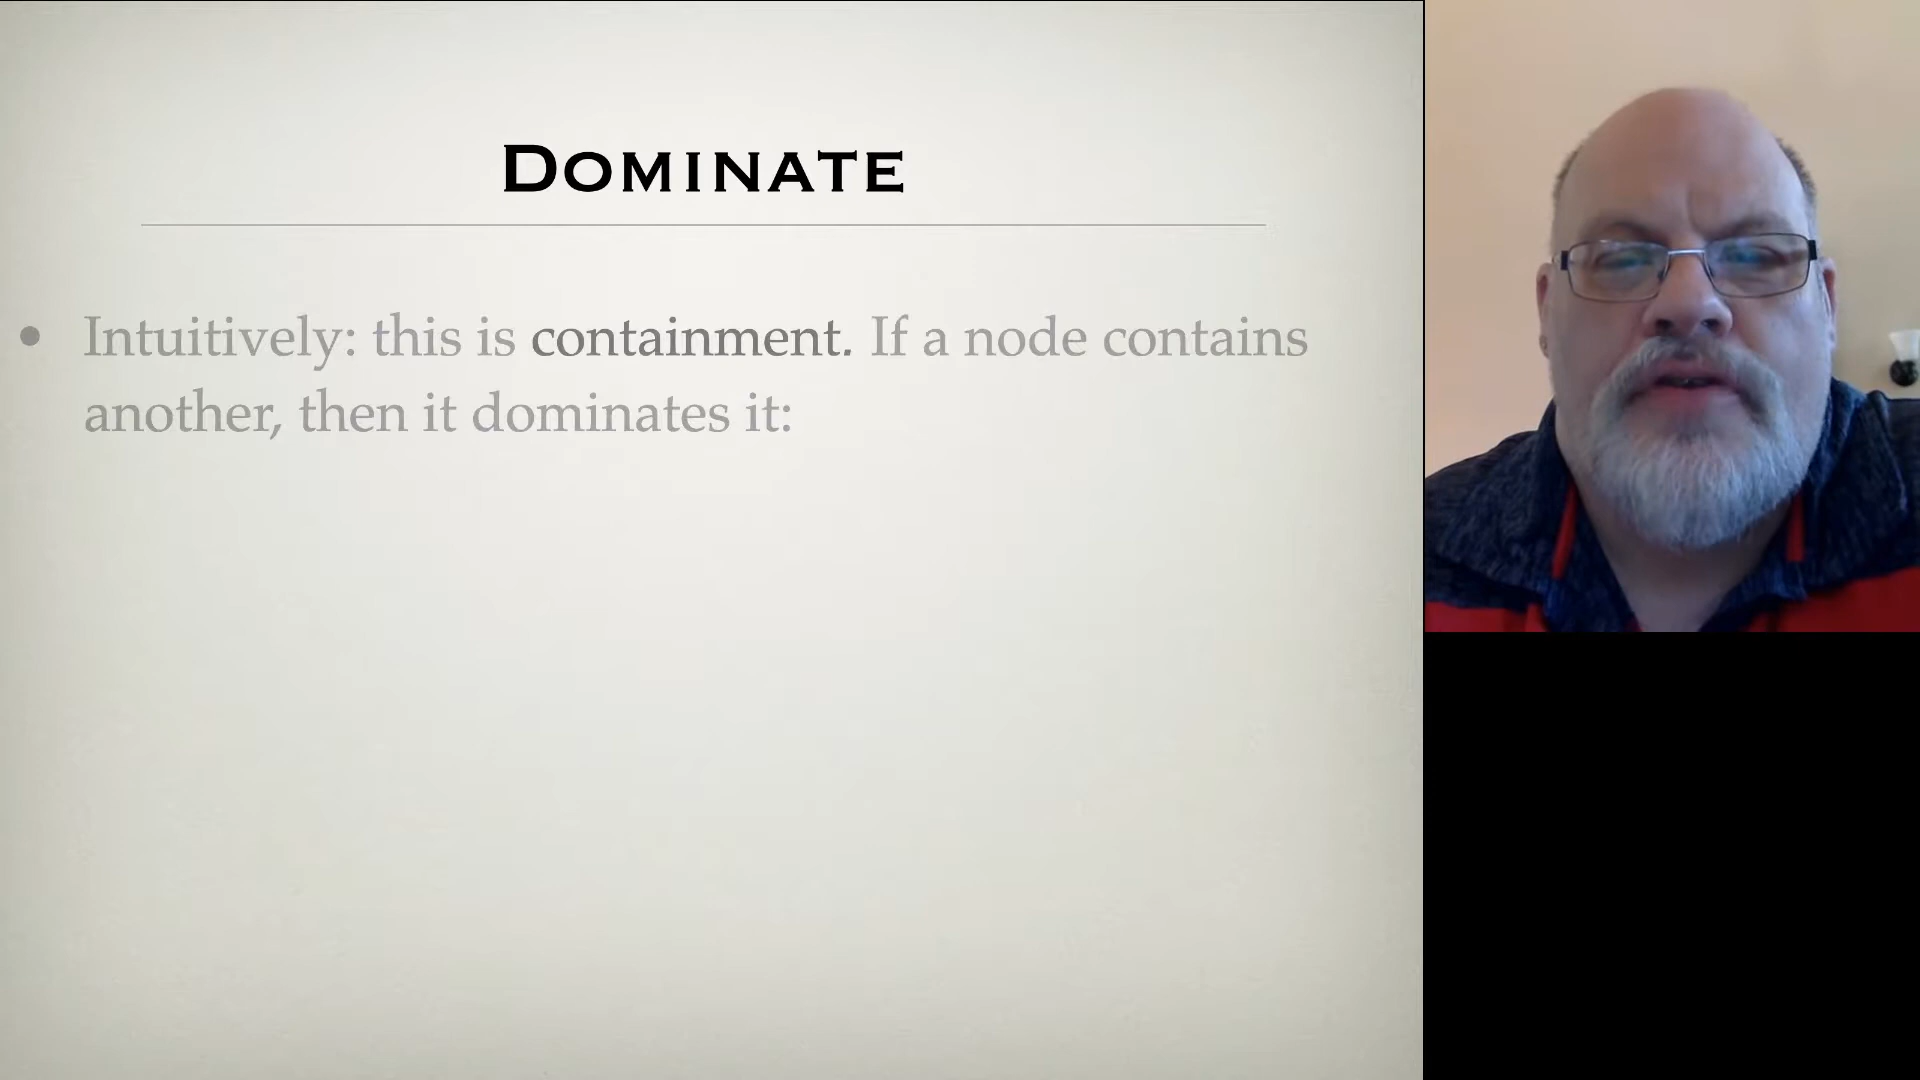 DOMINATE
• Intuitively: this is containment. If a node contains
another, then it dominates it: